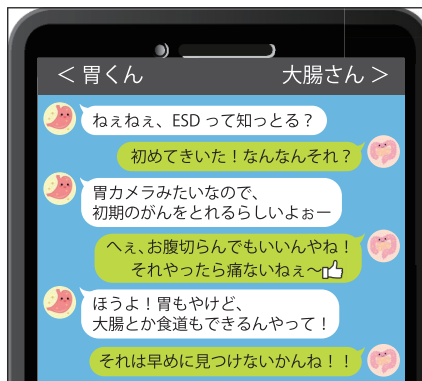 < 胃くん
大腸さん >
ねぇねぇ、ESDって知っとる？
初めてきいた！なんなんそれ？
胃カメラみたいなので、
初期のがんをとれるらしいよぉー
へぇ、お腹切らんでもいいんやね！
それやったら痛ないねぇ〜
ほうよ！胃もやけど、
大腸とか食道もできるんやって！
それは早めに見つけないかんね！！